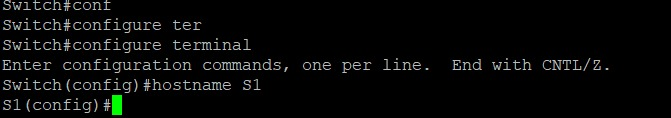 Switch#conf
Switch#configure ter
Switch#configure terminal
Enter configuration commands, one per line.  End with CNTL/Z.
Switch(config)#hostname S1
S1(config)#